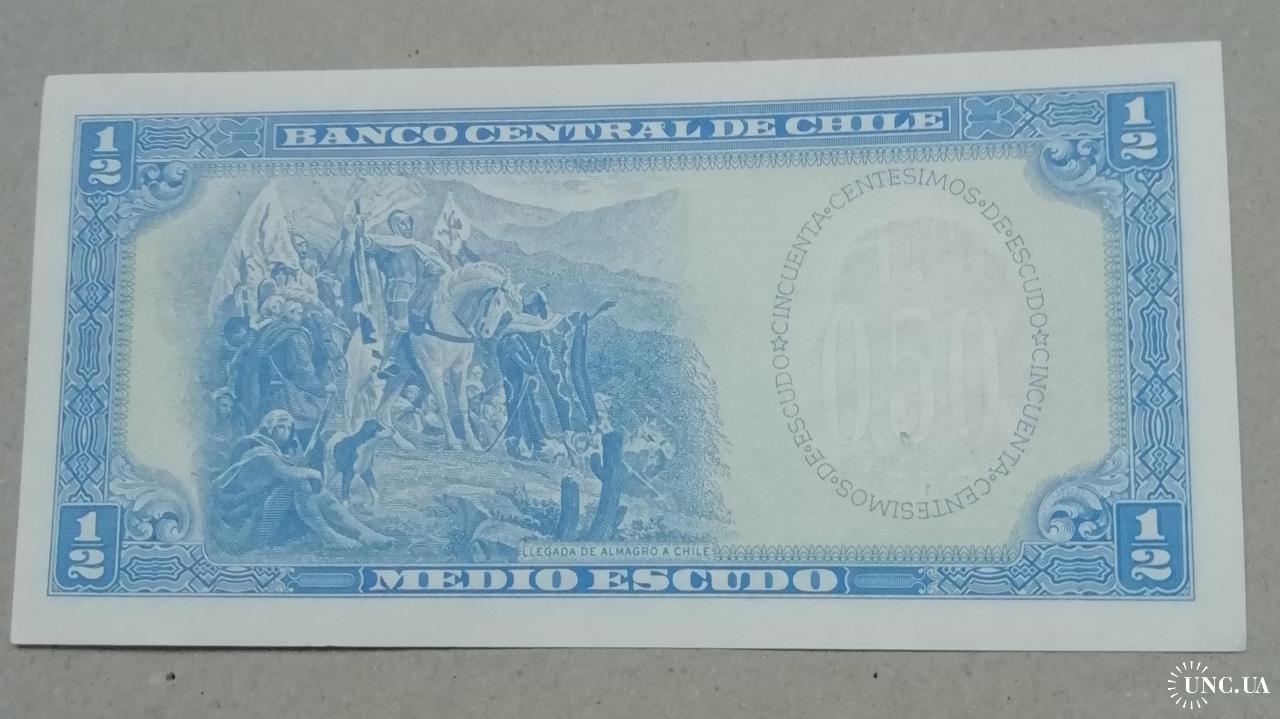 1/2
BANCO CENTRAL DE CHILE
1/2
CINCUENTA∘CENTESIMOS∘DE∘ESCUDO☆CINCUENTA∘CENTESIMOS∘DE∘ESCUDO☆
Eº
0,50
LLEGADA DE ALMAGRO A CHILE
1/2
MEDIO ESCUDO
1/2
UNC.UA